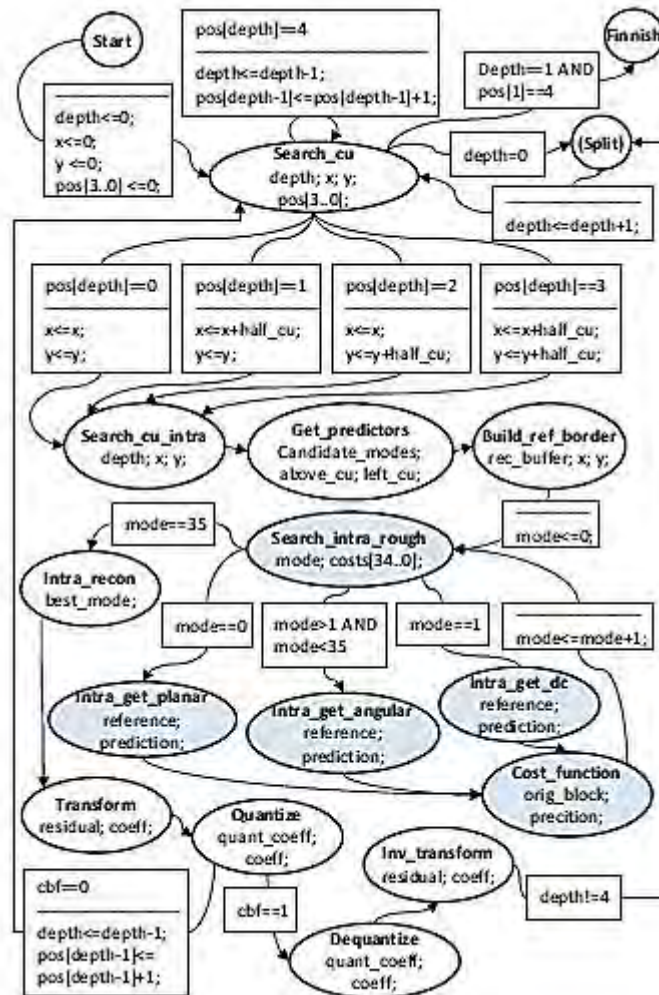 Start
pos[depth]==4
depth<=depth-1;
pos[depth-1]<=pos[depth-1]+1;
Finnish
Depth==1 AND
pos[1]==4
depth<=0;
x<=0;
y <=0;
pos[3..0] <=0;
Search_cu
depth; x; y;
pos[3..0];
depth=0
(Split)
depth<=depth+1;
pos[depth]==0
x<=x;
y<=y;
pos[depth]==1
x<=x+half_cu;
y<=y;
pos[depth]==2
x<=x;
y<=y+half_cu;
pos[depth]==3
x<=x+half_cu;
y<=y+half_cu;
Search_cu_intra
depth; x; y;
Get_predictors
Candidate_modes;
above_cu; left_cu;
Build_ref_border
rec_buffer; x; y;
mode==35
Search_intra_rough
mode; costs[34..0];
mode<=0;
Intra_recon
best_mode;
mode==0
mode>1 AND
mode<35
mode==1
mode<=mode+1;
Intra_get_planar
reference;
prediction;
Intra_get_angular
reference;
prediction;
Intra_get_dc
reference;
prediction;
Cost_function
orig_block;
precition;
Transform
residual; coeff;
Quantize
quant_coeff;
coeff;
Inv_transform
residual; coeff;
cbf==0
depth<=depth-1;
pos[depth-1]<=
pos[depth-1]+1;
cbf==1
depth!=4
Dequantize
quant_coeff;
coeff;